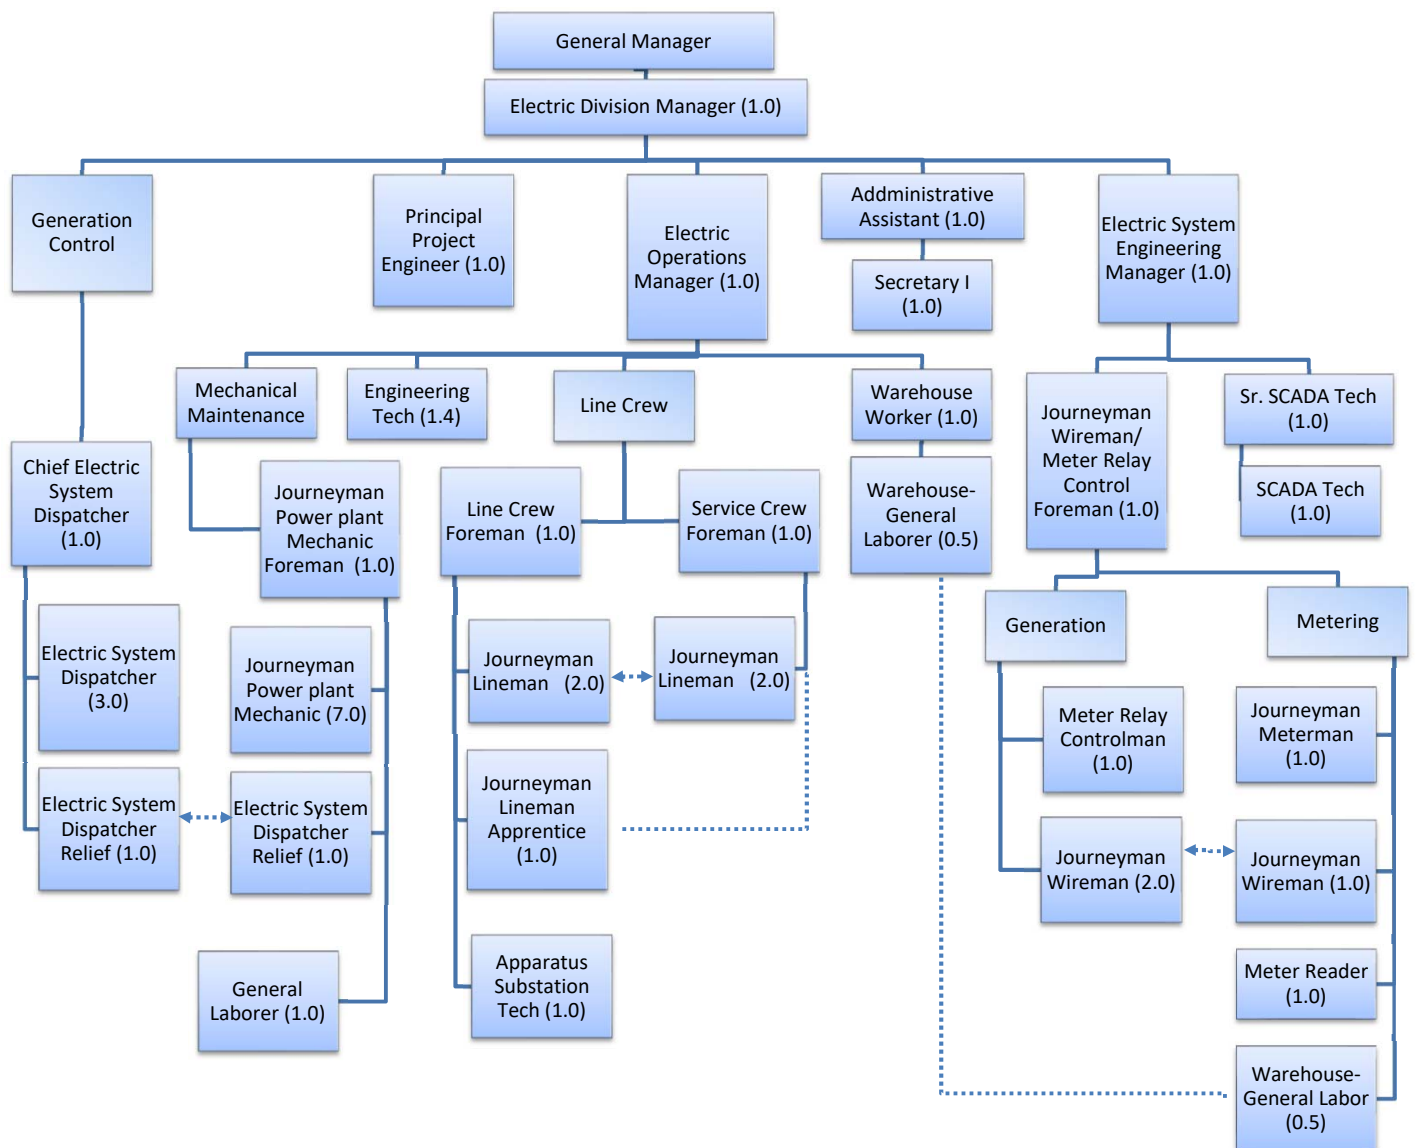 General Manager
Electric Division Manager (1.0)
Generation
Control
Principal
Project
Engineer (1.0)
Electric
Operations
Manager (1.0)
Addministrative
Assistant (1.0)
Secretary I
(1.0)
Electric System
Engineering
Manager (1.0)
Mechanical
Maintenance
Engineering
Tech (1.4)
Line Crew
Warehouse
Worker (1.0)
Journeyman
Wireman/
Meter Relay
Control
Foreman (1.0)
Sr. SCADA Tech
(1.0)
SCADA Tech
(1.0)
Chief Electric
System
Dispatcher
(1.0)
Journeyman
Power plant
Mechanic
Foreman (1.0)
Line Crew
Foreman (1.0)
Service Crew
Foreman (1.0)
Warehouse-
General
Laborer (0.5)
Generation
Metering
Electric System
Dispatcher
(3.0)
Journeyman
Power plant
Mechanic (7.0)
Journeyman
Lineman (2.0)
Journeyman
Lineman (2.0)
Meter Relay
Controlman
(1.0)
Journeyman
Meterman
(1.0)
Electric System
Dispatcher
Relief (1.0)
Electric System
Dispatcher
Relief (1.0)
Journeyman
Lineman
Apprentice
(1.0)
Journeyman
Wireman (2.0)
Journeyman
Wireman (1.0)
General
Laborer (1.0)
Apparatus
Substation
Tech (1.0)
Meter Reader
(1.0)
Warehouse-
General Labor
(0.5)